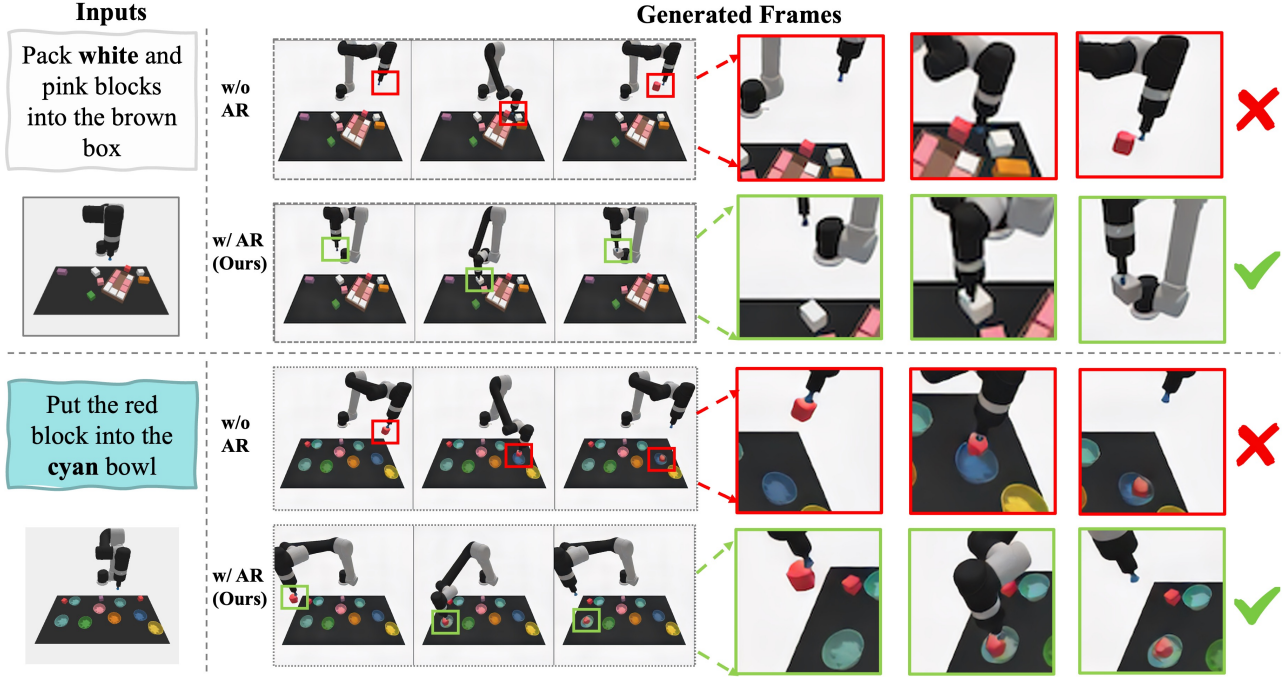 Inputs
Generated Frames
Pack white and
pink blocks
into the brown
box
w/o
AR
w/ AR
(Ours)
Put the red
block into the
cyan bowl
w/o
AR
w/ AR
(Ours)